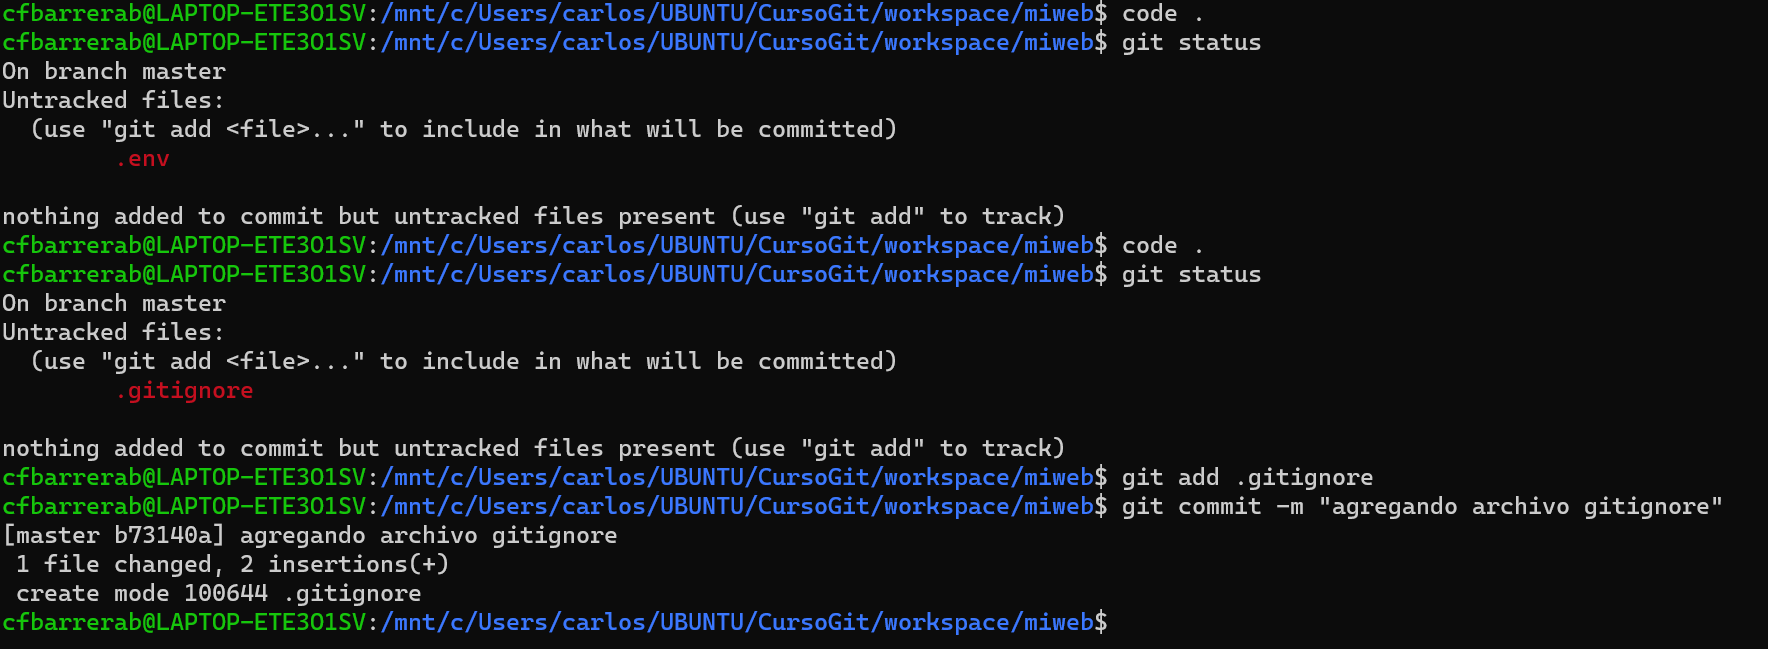 cfbarrerab@LAPTOP-ETE3O1SV:/mnt/c/Users/carlos/UBUNTU/CursoGit/workspace/miweb$ code .
cfbarrerab@LAPTOP-ETE3O1SV:/mnt/c/Users/carlos/UBUNTU/CursoGit/workspace/miweb$ git status
On branch master
Untracked files:
  (use "git add <file>..." to include in what will be committed)
        .env

nothing added to commit but untracked files present (use "git add" to track)
cfbarrerab@LAPTOP-ETE3O1SV:/mnt/c/Users/carlos/UBUNTU/CursoGit/workspace/miweb$ code .
cfbarrerab@LAPTOP-ETE3O1SV:/mnt/c/Users/carlos/UBUNTU/CursoGit/workspace/miweb$ git status
On branch master
Untracked files:
  (use "git add <file>..." to include in what will be committed)
        .gitignore

nothing added to commit but untracked files present (use "git add" to track)
cfbarrerab@LAPTOP-ETE3O1SV:/mnt/c/Users/carlos/UBUNTU/CursoGit/workspace/miweb$ git add .gitignore
cfbarrerab@LAPTOP-ETE3O1SV:/mnt/c/Users/carlos/UBUNTU/CursoGit/workspace/miweb$ git commit -m "agregando archivo gitignore"
[master b73140a] agregando archivo gitignore
 1 file changed, 2 insertions(+)
 create mode 100644 .gitignore
cfbarrerab@LAPTOP-ETE3O1SV:/mnt/c/Users/carlos/UBUNTU/CursoGit/workspace/miweb$